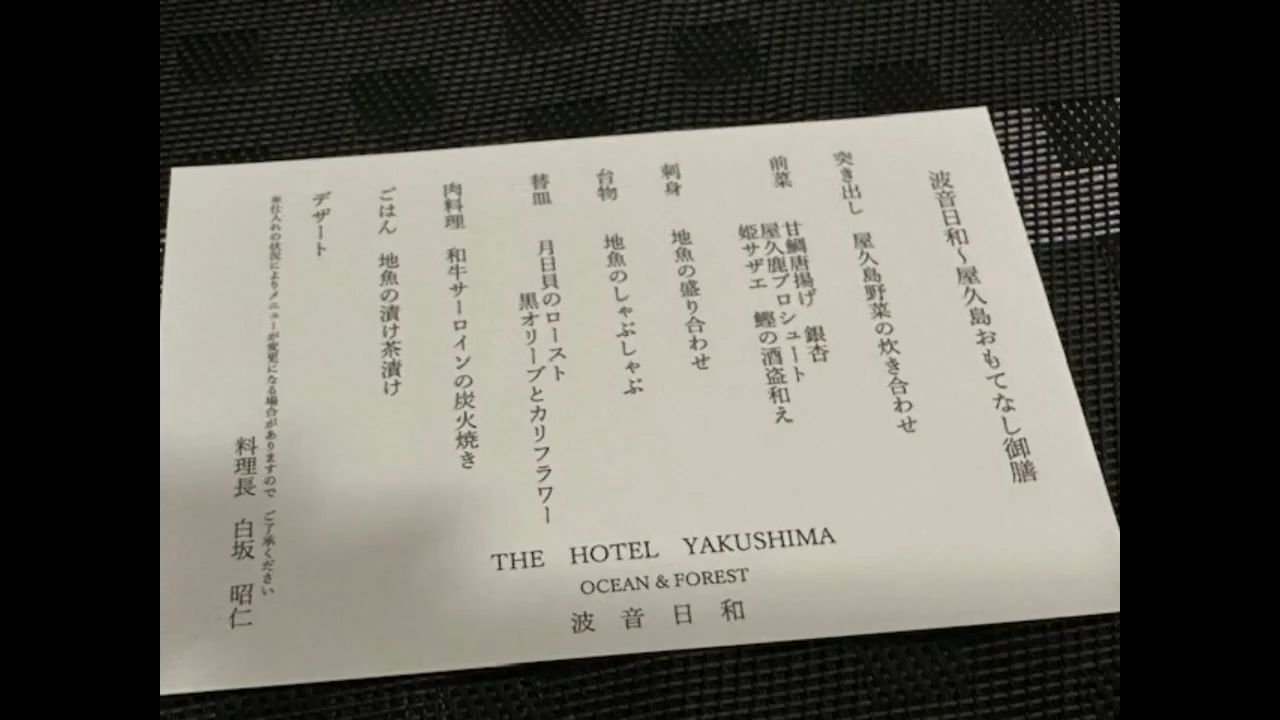 波音日和～屋久島おもてなし御膳
突き出し　屋久島野菜の炊き合わせ
前菜　甘鯛唐揚げ　銀杏
屋久鹿プロシュート
姫サザエ　鰹の酒盗和え
刺身　地魚の盛り合わせ
台物　地魚のしゃぶしゃぶ
替皿　月日貝のロースト
黒オリーブとカリフラワー
肉料理　和牛サーロインの炭火焼き
ごはん　地魚の漬け茶漬け
デザート
※仕入れの状況によりメニューが変更になる場合がありますので　ご了承ください
料理長　白坂　昭仁
THE HOTEL YAKUSHIMA
OCEAN & FOREST
波音日和